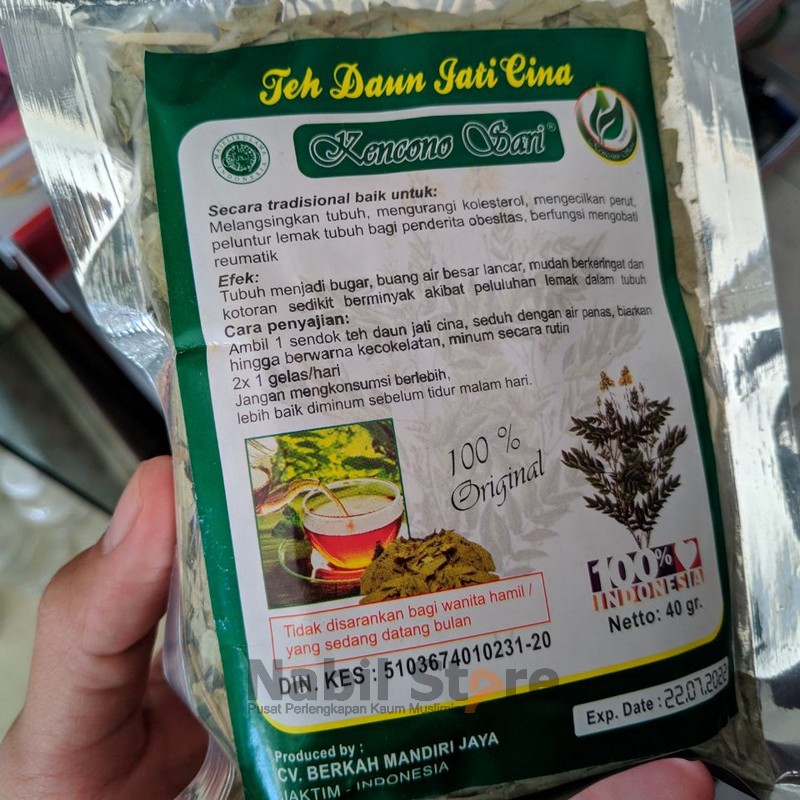 Teh Daun Jati Cina
Kencono Sari®
MAJELIS ULAMA INDONESIA
Secara tradisional baik untuk:
Melangsingkan tubuh, mengurangi kolesterol, mengecilkan perut,
peluntur lemak tubuh bagi penderita obesitas, berfungsi mengobati
reumatik
Efek:
Tubuh menjadi bugar, buang air besar lancar, mudah berkeringat dan
kotoran sedikit berminyak akibat peluluhan lemak dalam tubuh
Cara penyajian:
Ambil 1 sendok teh daun jati cina, seduh dengan air panas, biarkan
hingga berwarna kecokelatan, minum secara rutin
2x 1 gelas/hari
Jangan mengkonsumsi berlebih,
lebih baik diminum sebelum tidur malam hari.
100 %
Original
100%
INDONESIA
Netto: 40 gr.
Tidak disarankan bagi wanita hamil /
yang sedang datang bulan
DIN. KES : 5103674010231-20
Nabil Store
Pusat Perlengkapan Kaum Muslimin
Exp. Date : 22.07.2022
Produced by :
CV. BERKAH MANDIRI JAYA
JAKTIM - INDONESIA